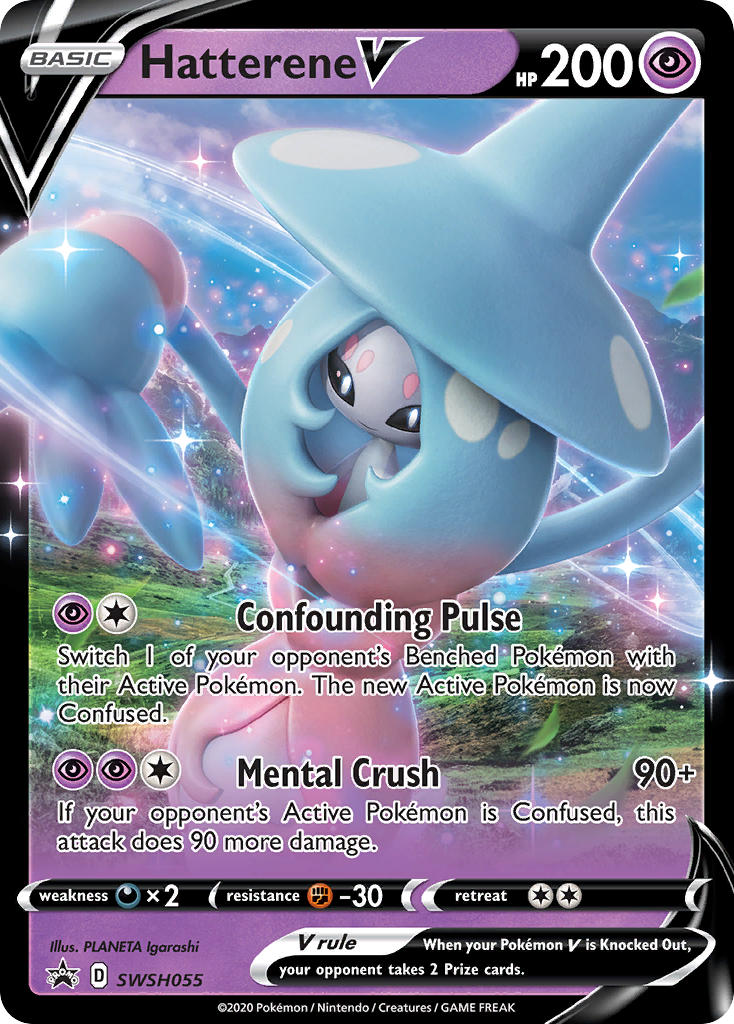 BASIC
Hatterene V
HP 200
Confounding Pulse
Switch 1 of your opponent's Benched Pokémon with
their Active Pokémon. The new Active Pokémon is now
Confused.
Mental Crush 90+
If your opponent's Active Pokémon is Confused, this
attack does 90 more damage.
weakness ×2 resistance -30 retreat
Illus. PLANETA Igarashi
V rule When your Pokémon V is Knocked Out,
your opponent takes 2 Prize cards.
PROMO D SWSH055
©2020 Pokémon / Nintendo / Creatures / GAME FREAK